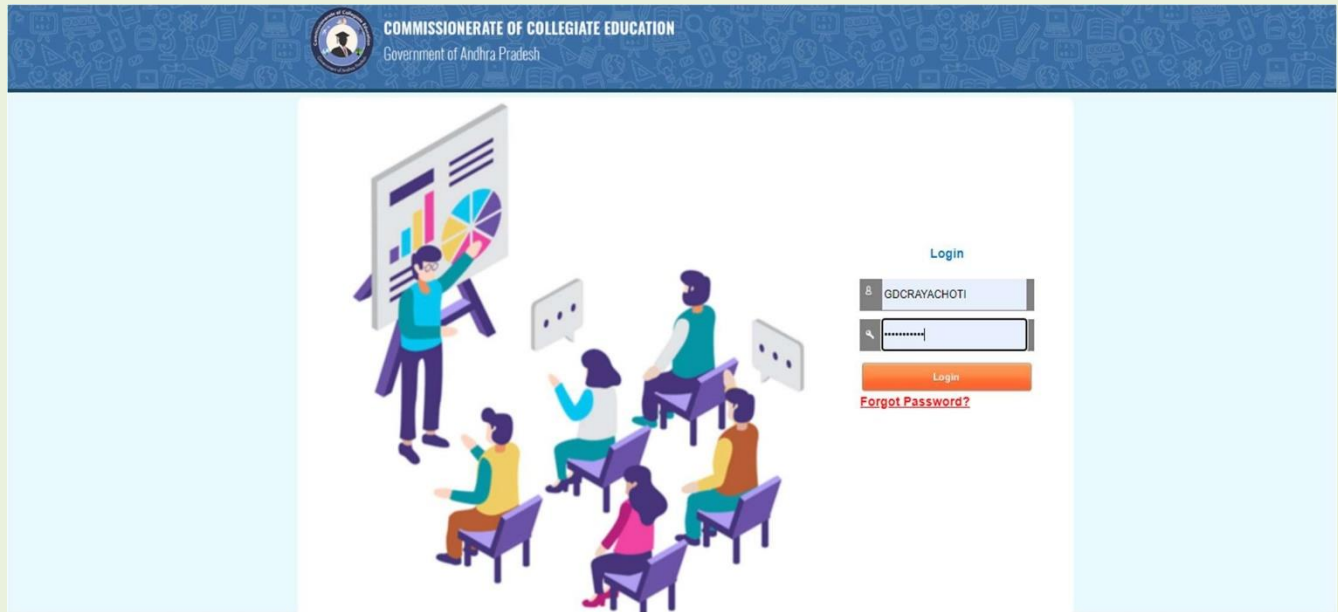 COMMISSIONERATE OF COLLEGIATE EDUCATION
Government of Andhra Pradesh
Login
GDCRAYACHOTI
•••••••••••
Login
Forgot Password?